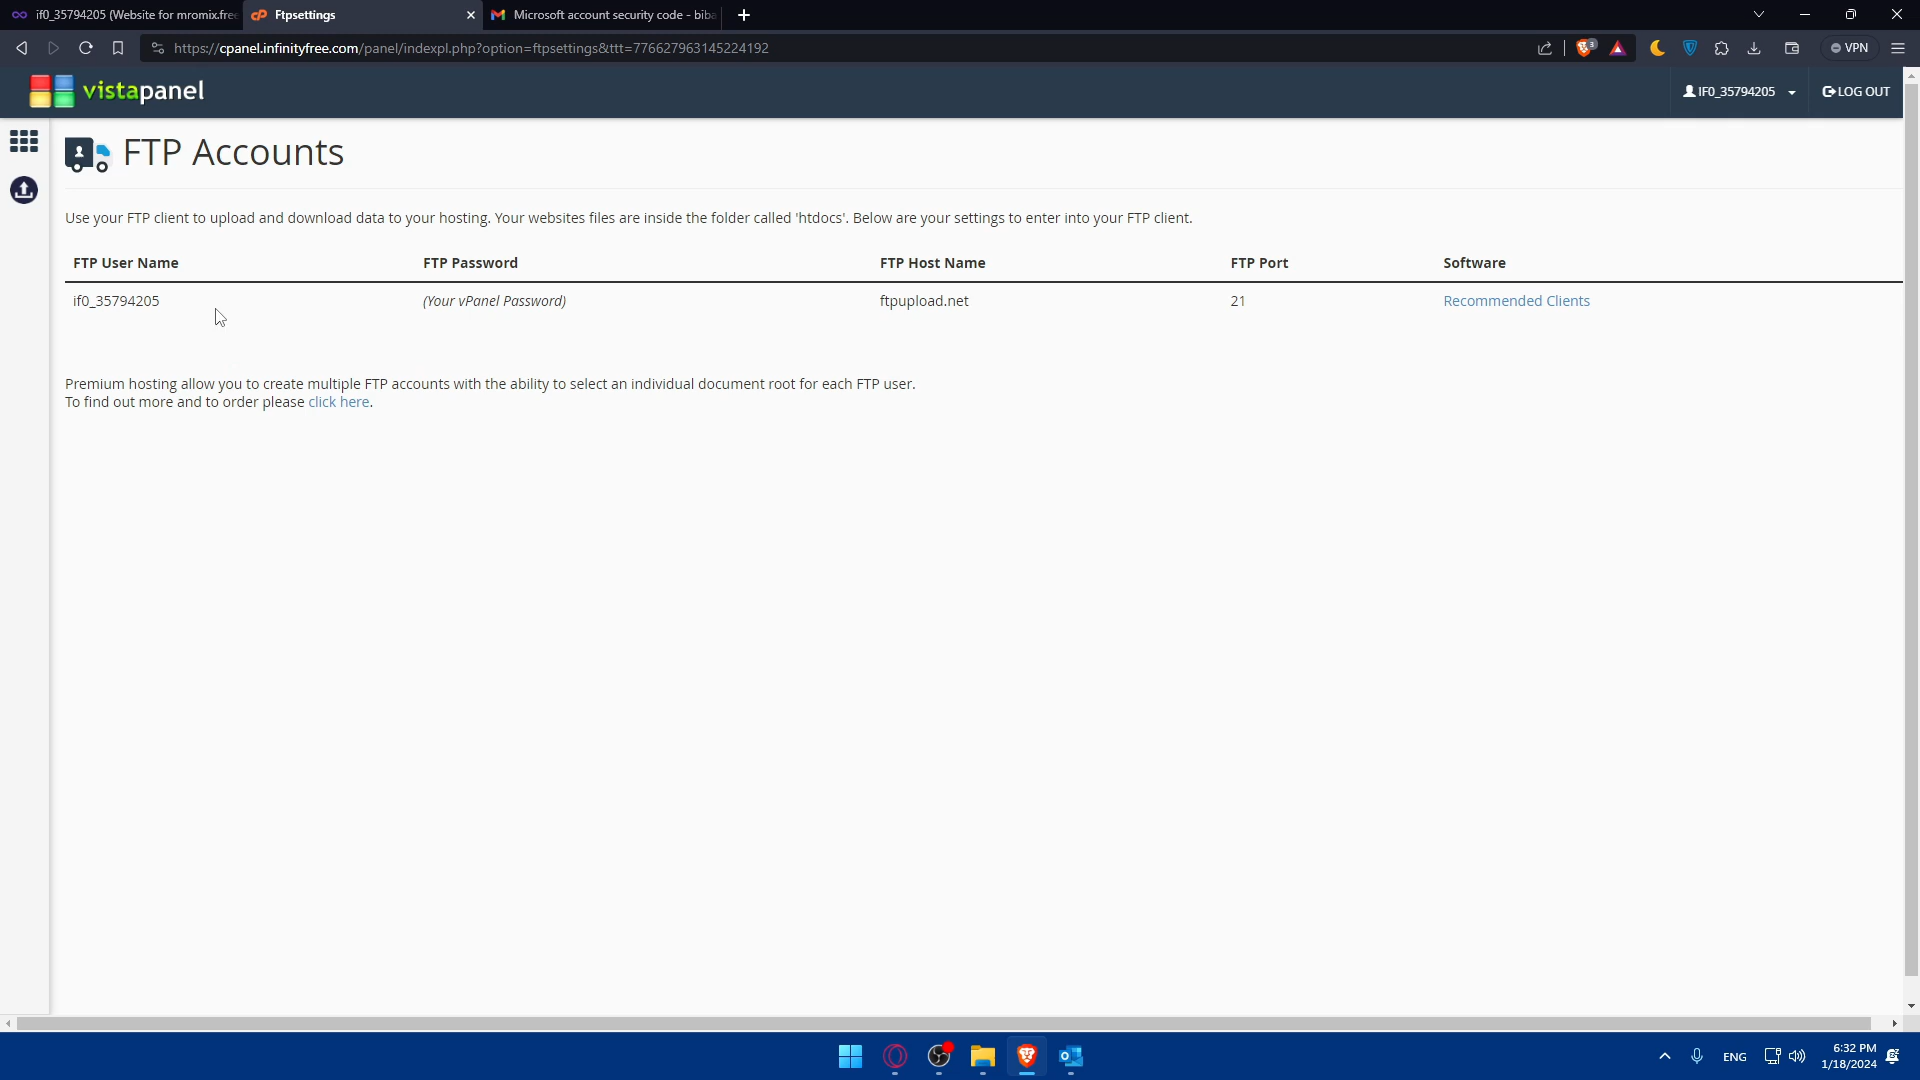 if0_35794205 (Website for mromix.free
Ftpsettings
Microsoft account security code - biba
https://cpanel.infinityfree.com/panel/indexpl.php?option=ftpsettings&ttt=776627963145224192
3
VPN
vistapanel
IF0_35794205
LOG OUT
FTP Accounts
Use your FTP client to upload and download data to your hosting. Your websites files are inside the folder called 'htdocs'. Below are your settings to enter into your FTP client.
FTP User Name FTP Password FTP Host Name FTP Port Software
if0_35794205 (Your vPanel Password) ftpupload.net 21 Recommended Clients
Premium hosting allow you to create multiple FTP accounts with the ability to select an individual document root for each FTP user.
To find out more and to order please click here.
ENG
6:32 PM
1/18/2024